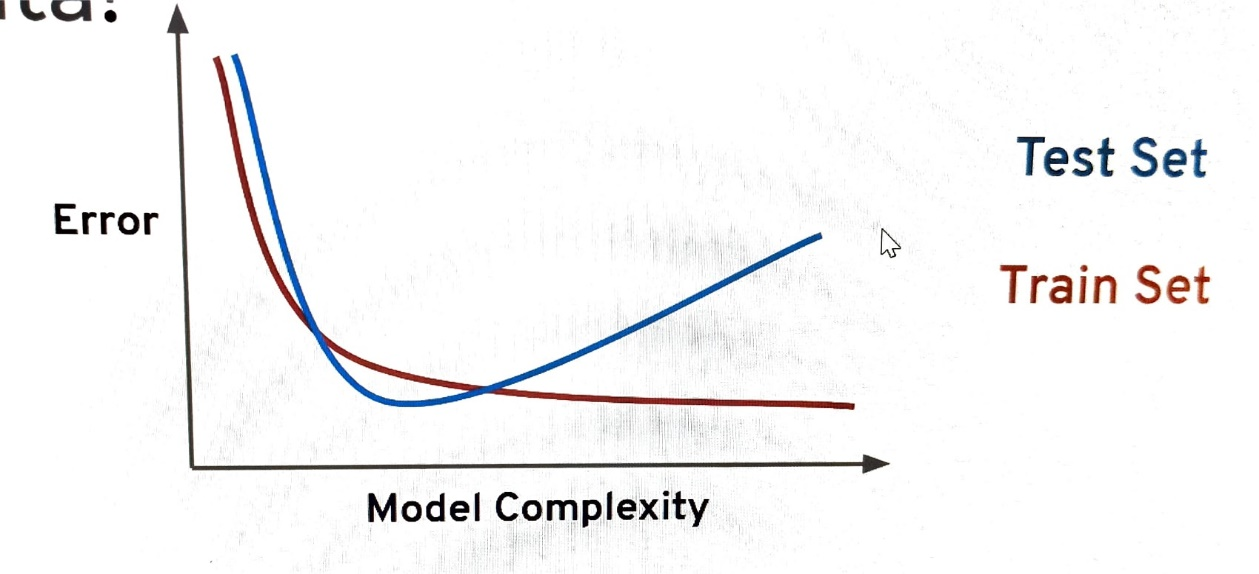 Error
Test Set
Train Set
Model Complexity